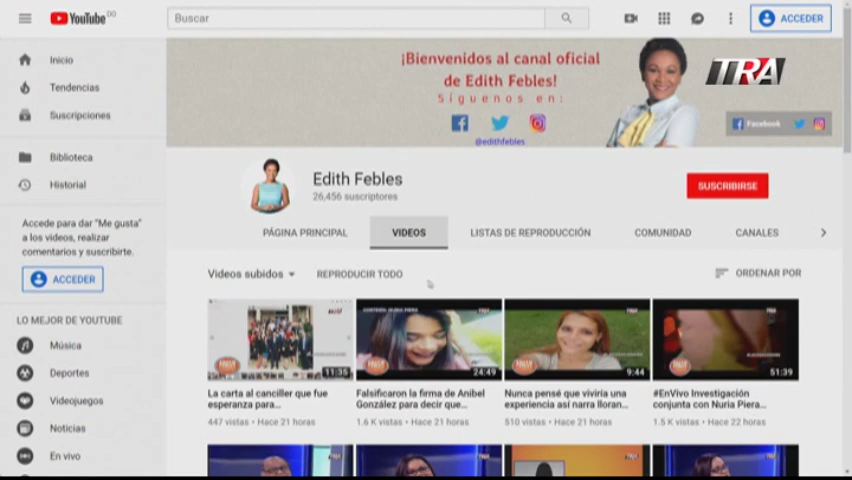 YouTube DO
Buscar
ACCEDER
Inicio
Tendencias
Suscripciones
Biblioteca
Historial
Accede para dar "Me gusta"
a los videos, realizar
comentarios y suscribirte.
ACCEDER
LO MEJOR DE YOUTUBE
Música
Deportes
Videojuegos
Noticias
En vivo
¡Bienvenidos al canal oficial
de Edith Febles!
Síguenos en:
@edithfebles
TRA
Facebook
Edith Febles
26,456 suscriptores
SUSCRIBIRSE
PÁGINA PRINCIPAL
VIDEOS
LISTAS DE REPRODUCCIÓN
COMUNIDAD
CANALES
Videos subidos
REPRODUCIR TODO
ORDENAR POR
11:35
24:49
9:44
51:39
La carta al canciller que fue
esperanza para...
447 vistas • Hace 21 horas
Falsificaron la firma de Anibel
González para decir que...
1.6 K vistas • Hace 21 horas
Nunca pensé que viviria una
experiencia así narra lloran...
510 vistas • Hace 21 horas
#EnVivo Investigación
conjunta con Nuria Piera...
1.5 K vistas • Hace 22 horas